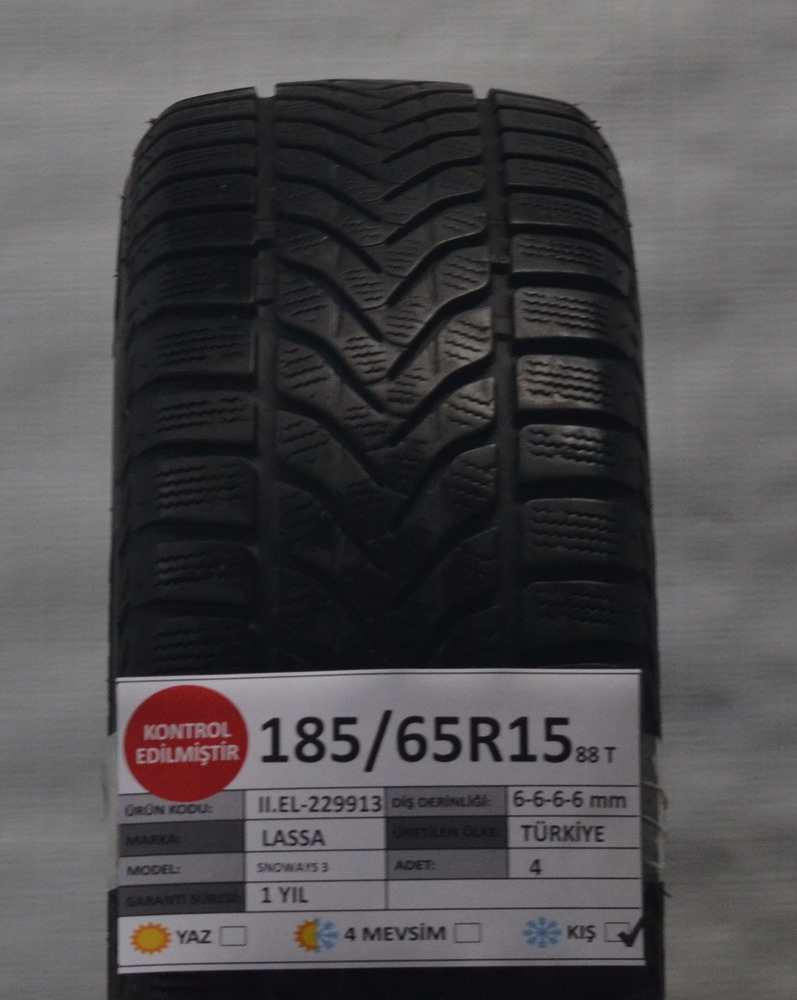 KONTROL
EDİLMİŞTİR
185/65R15 88 T
ÜRÜN KODU: II.EL-229913 DİŞ DERİNLİĞİ: 6-6-6-6 mm
MARKA: LASSA ÜRETİLEN ÜLKE: TÜRKİYE
MODEL: SNOWAYS 3 ADET: 4
GARANTİ SÜRESİ: 1 YIL
YAZ 4 MEVSİM KIŞ